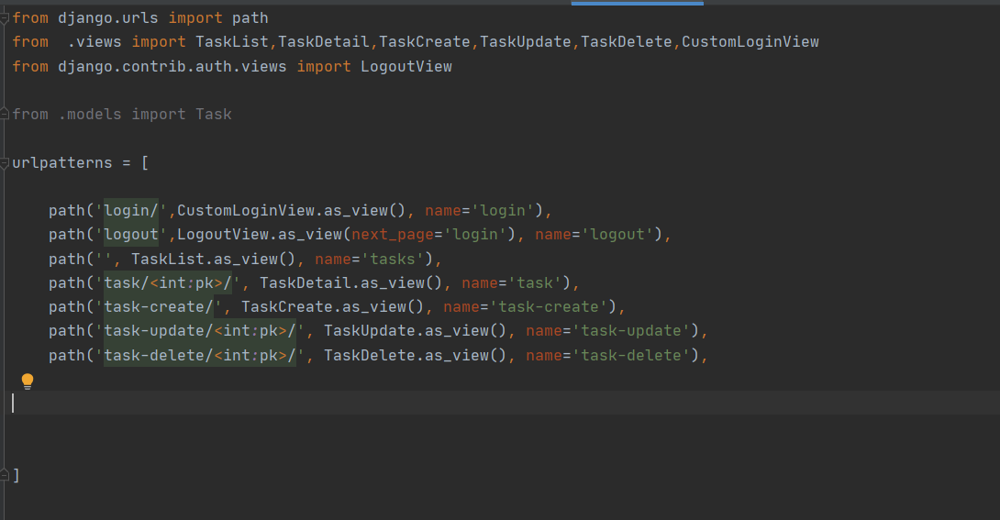 from django.urls import path
from  .views import TaskList,TaskDetail,TaskCreate,TaskUpdate,TaskDelete,CustomLoginView
from django.contrib.auth.views import LogoutView
from .models import Task
urlpatterns = [
path('login/',CustomLoginView.as_view(), name='login'),
path('logout',LogoutView.as_view(next_page='login'), name='logout'),
path('', TaskList.as_view(), name='tasks'),
path('task/<int:pk>/', TaskDetail.as_view(), name='task'),
path('task-create/', TaskCreate.as_view(), name='task-create'),
path('task-update/<int:pk>/', TaskUpdate.as_view(), name='task-update'),
path('task-delete/<int:pk>/', TaskDelete.as_view(), name='task-delete'),
]